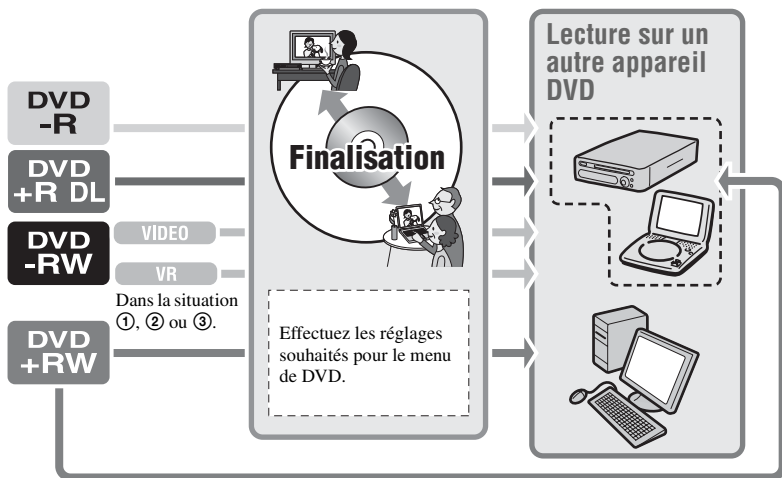 DVD
-R
DVD
+R DL
DVD
-RW
VIDEO
VR
Dans la situation
①, ② ou ③.
DVD
+RW
Finalisation
Effectuez les réglages
souhaités pour le menu
de DVD.
Lecture sur un
autre appareil
DVD